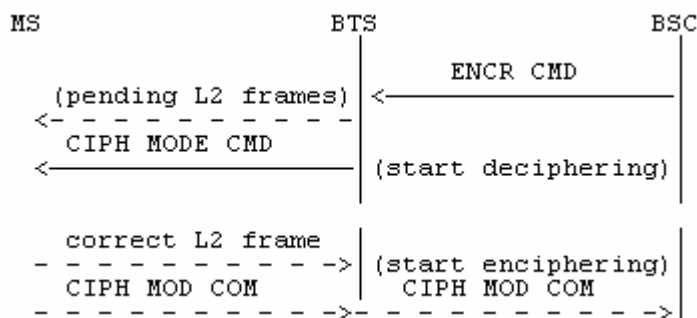 MS BTS BSC
ENCR CMD
(pending L2 frames)
CIPH MODE CMD
(start deciphering)
correct L2 frame
(start enciphering)
CIPH MOD COM CIPH MOD COM